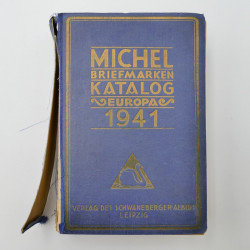 MICHEL
BRIEFMARKEN
KATALOG
EUROPA
1941
VERLAG DES SCHWANEBERGER-ALBUM
LEIPZIG